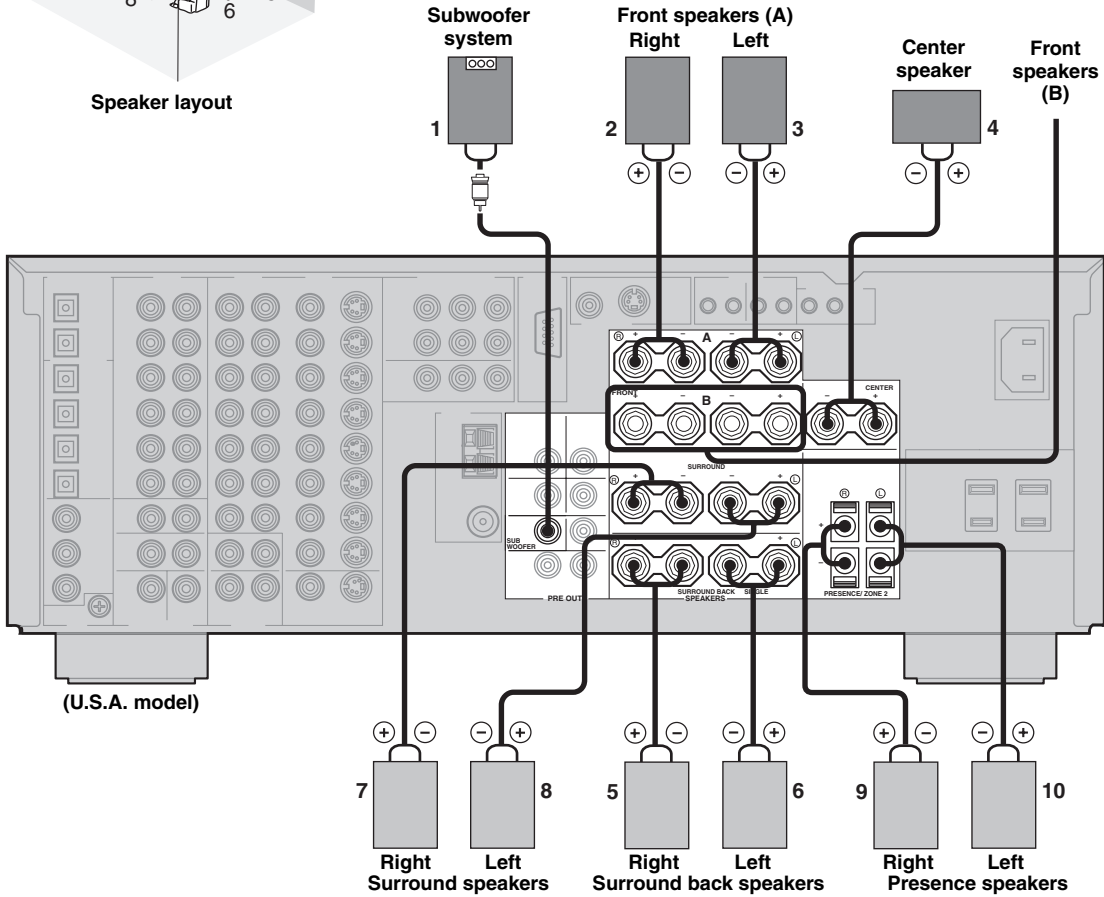 8
6
Speaker layout
Subwoofer
system
Front speakers (A)
Right
Left
Center
speaker
Front
speakers
(B)
1
2
3
4
+ −
− +
− +
R + − A − + L
FRONT
+ − B − +
CENTER
− +
SURROUND
R + − − + L
R L
+
−
SUB
WOOFER
R + L
SURROUND BACK SINGLE
SPEAKERS
PRE OUT
PRESENCE/ ZONE 2
(U.S.A. model)
+ −
− +
+ −
− +
+ −
− +
7
8
5
6
9
10
Right
Left
Surround speakers
Right
Left
Surround back speakers
Right
Left
Presence speakers